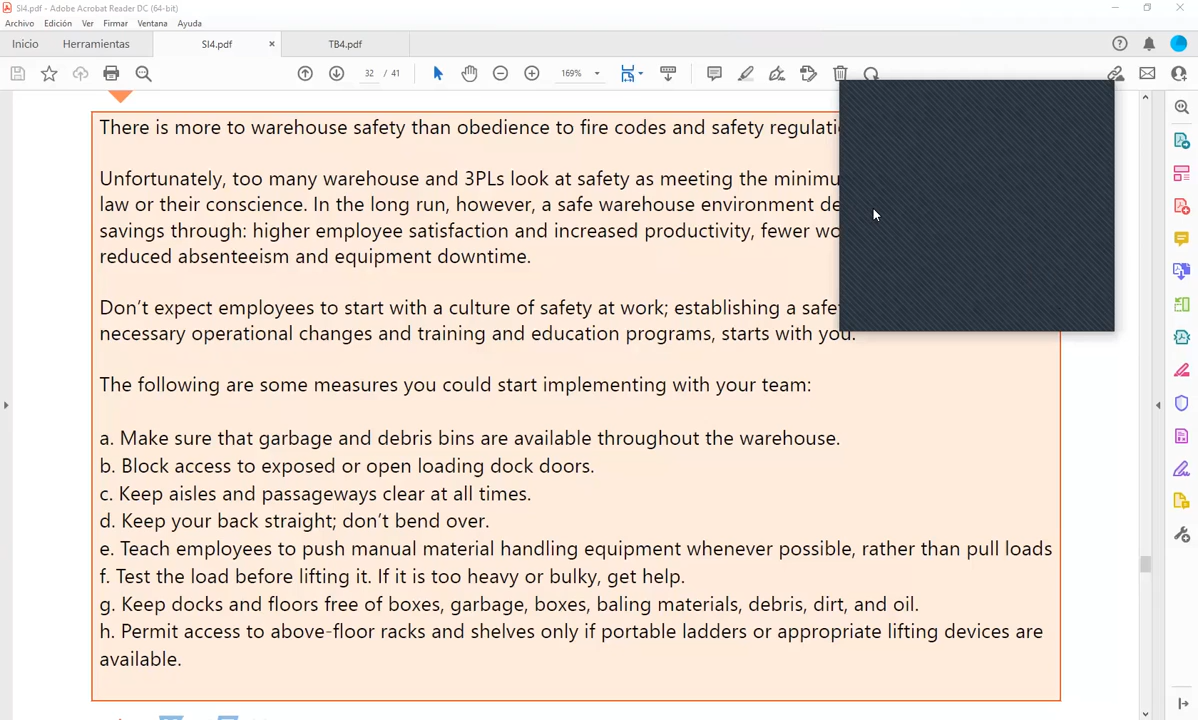 SI4.pdf - Adobe Acrobat Reader DC (64-bit)
Archivo Edición Ver Firmar Ventana Ayuda
Inicio Herramientas SI4.pdf × TB4.pdf
32 / 41 169%
There is more to warehouse safety than obedience to fire codes and safety
Unfortunately, too many warehouse and 3PLs look at safety as meeting the
law or their conscience. In the long run, however, a safe warehouse environment
savings through: higher employee satisfaction and increased productivity, fewer
reduced absenteeism and equipment downtime.
Don't expect employees to start with a culture of safety at work; establishing a
necessary operational changes and training and education programs, starts with you.
The following are some measures you could start implementing with your team:
a. Make sure that garbage and debris bins are available throughout the warehouse.
b. Block access to exposed or open loading dock doors.
c. Keep aisles and passageways clear at all times.
d. Keep your back straight; don't bend over.
e. Teach employees to push manual material handling equipment whenever possible, rather than pull loads
f. Test the load before lifting it. If it is too heavy or bulky, get help.
g. Keep docks and floors free of boxes, garbage, boxes, baling materials, debris, dirt, and oil.
h. Permit access to above-floor racks and shelves only if portable ladders or appropriate lifting devices are
available.